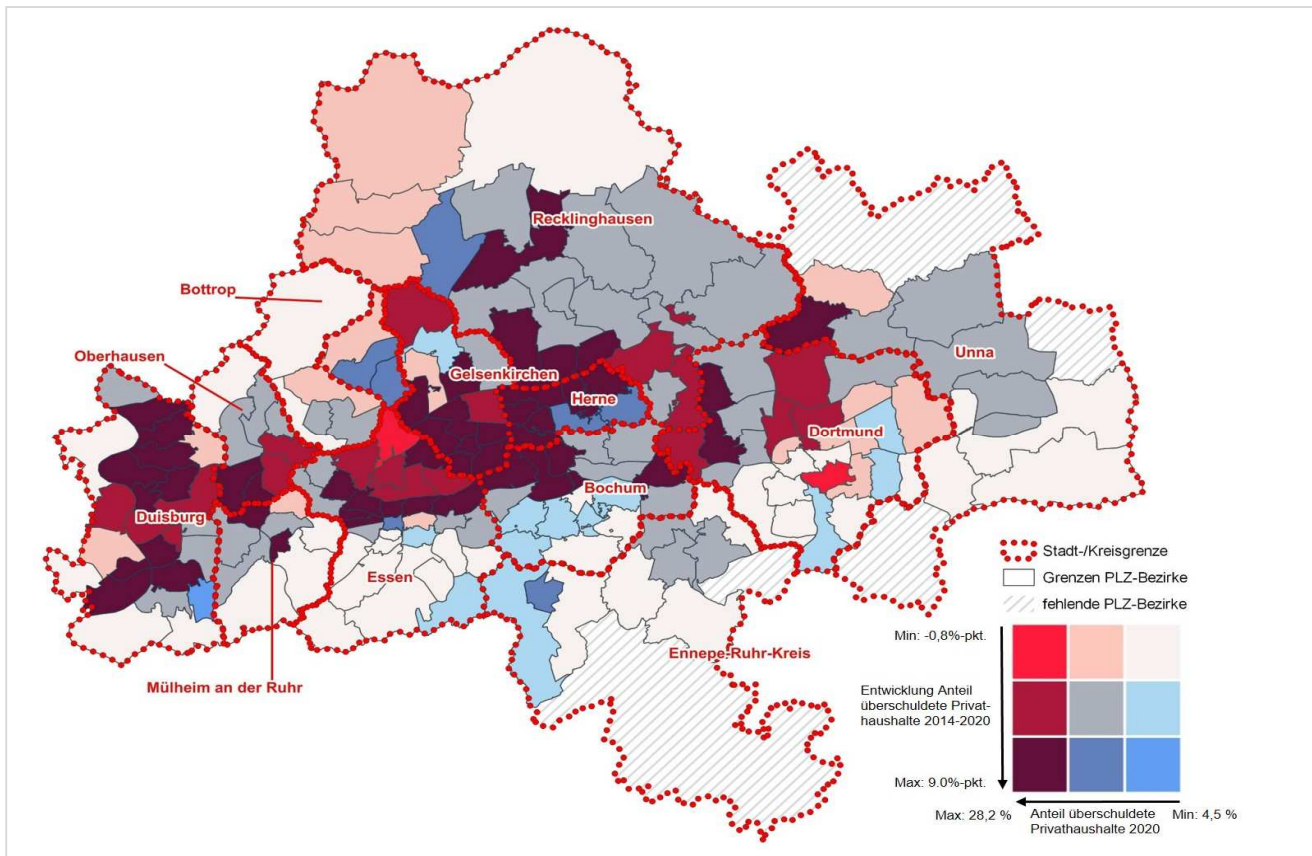 Recklinghausen
Bottrop
Oberhausen
Gelsenkirchen
Herne
Unna
Dortmund
Duisburg
Bochum
Essen
Ennepe-Ruhr-Kreis
Mülheim an der Ruhr
Stadt-/Kreisgrenze
Grenzen PLZ-Bezirke
fehlende PLZ-Bezirke
Min: -0,8%-pkt.
Entwicklung Anteil
überschuldete Privat-
haushalte 2014-2020
Max: 9.0%-pkt.
Max: 28,2 %
Anteil überschuldete
Privathaushalte 2020
Min: 4,5 %